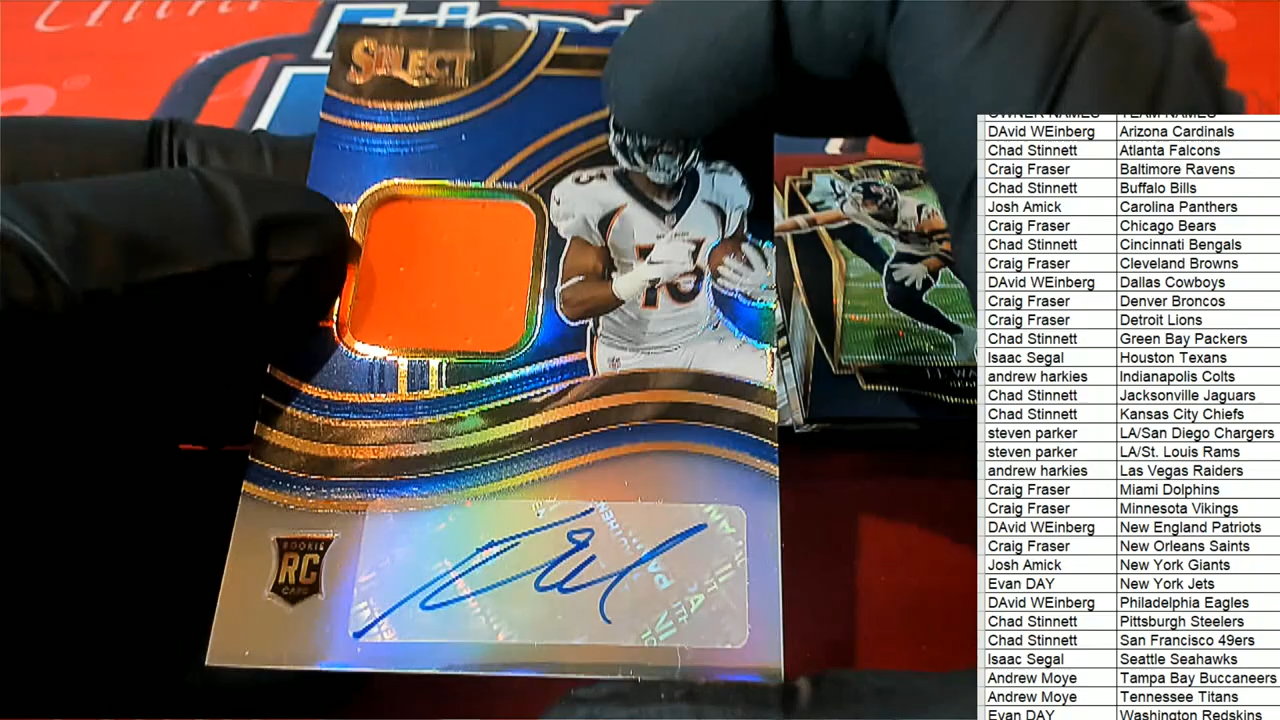 SELECT
ROOKIE
RC
CARD
OWNER NAMES TEAM NAMES
DAvid WEinberg Arizona Cardinals
Chad Stinnett Atlanta Falcons
Craig Fraser Baltimore Ravens
Chad Stinnett Buffalo Bills
Josh Amick Carolina Panthers
Craig Fraser Chicago Bears
Chad Stinnett Cincinnati Bengals
Craig Fraser Cleveland Browns
DAvid WEinberg Dallas Cowboys
Craig Fraser Denver Broncos
Craig Fraser Detroit Lions
Chad Stinnett Green Bay Packers
Isaac Segal Houston Texans
andrew harkies Indianapolis Colts
Chad Stinnett Jacksonville Jaguars
Chad Stinnett Kansas City Chiefs
steven parker LA/San Diego Chargers
steven parker LA/St. Louis Rams
andrew harkies Las Vegas Raiders
Craig Fraser Miami Dolphins
Craig Fraser Minnesota Vikings
DAvid WEinberg New England Patriots
Craig Fraser New Orleans Saints
Josh Amick New York Giants
Evan DAY New York Jets
DAvid WEinberg Philadelphia Eagles
Chad Stinnett Pittsburgh Steelers
Chad Stinnett San Francisco 49ers
Isaac Segal Seattle Seahawks
Andrew Moye Tampa Bay Buccaneers
Andrew Moye Tennessee Titans
Evan DAY Washington Redskins